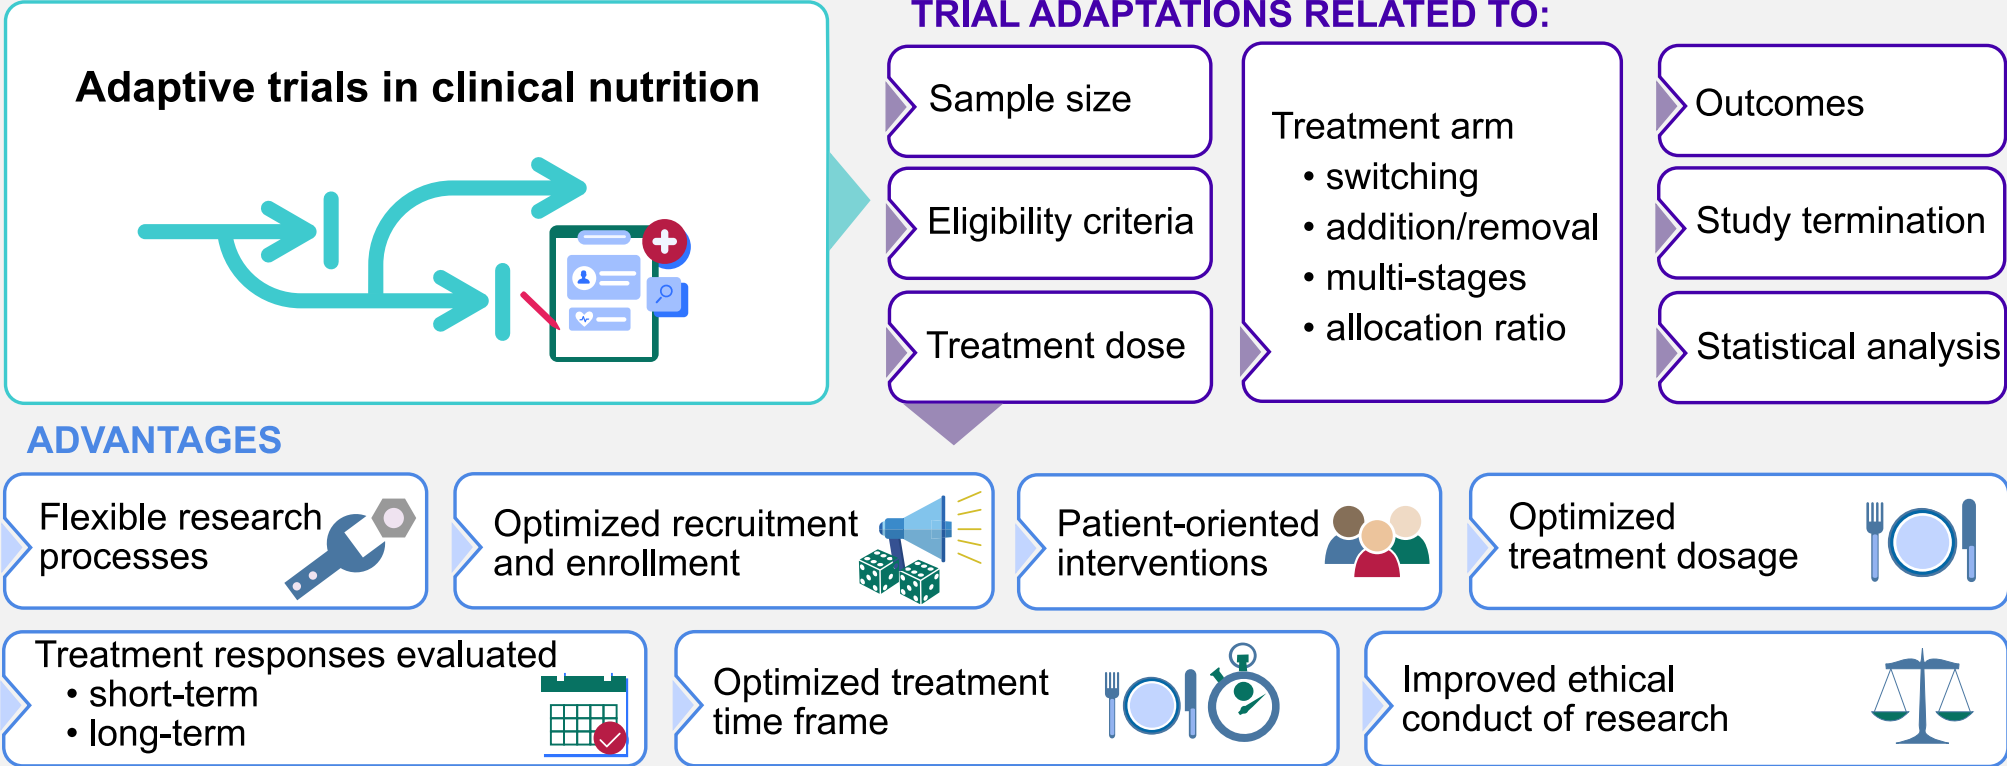 Adaptive trials in clinical nutrition
TRIAL ADAPTATIONS RELATED TO:
Sample size
Eligibility criteria
Treatment dose
Treatment arm
• switching
• addition/removal
• multi-stages
• allocation ratio
Outcomes
Study termination
Statistical analysis
ADVANTAGES
Flexible research
processes
Optimized recruitment
and enrollment
Patient-oriented
interventions
Optimized
treatment dosage
Treatment responses evaluated
• short-term
• long-term
Optimized treatment
time frame
Improved ethical
conduct of research